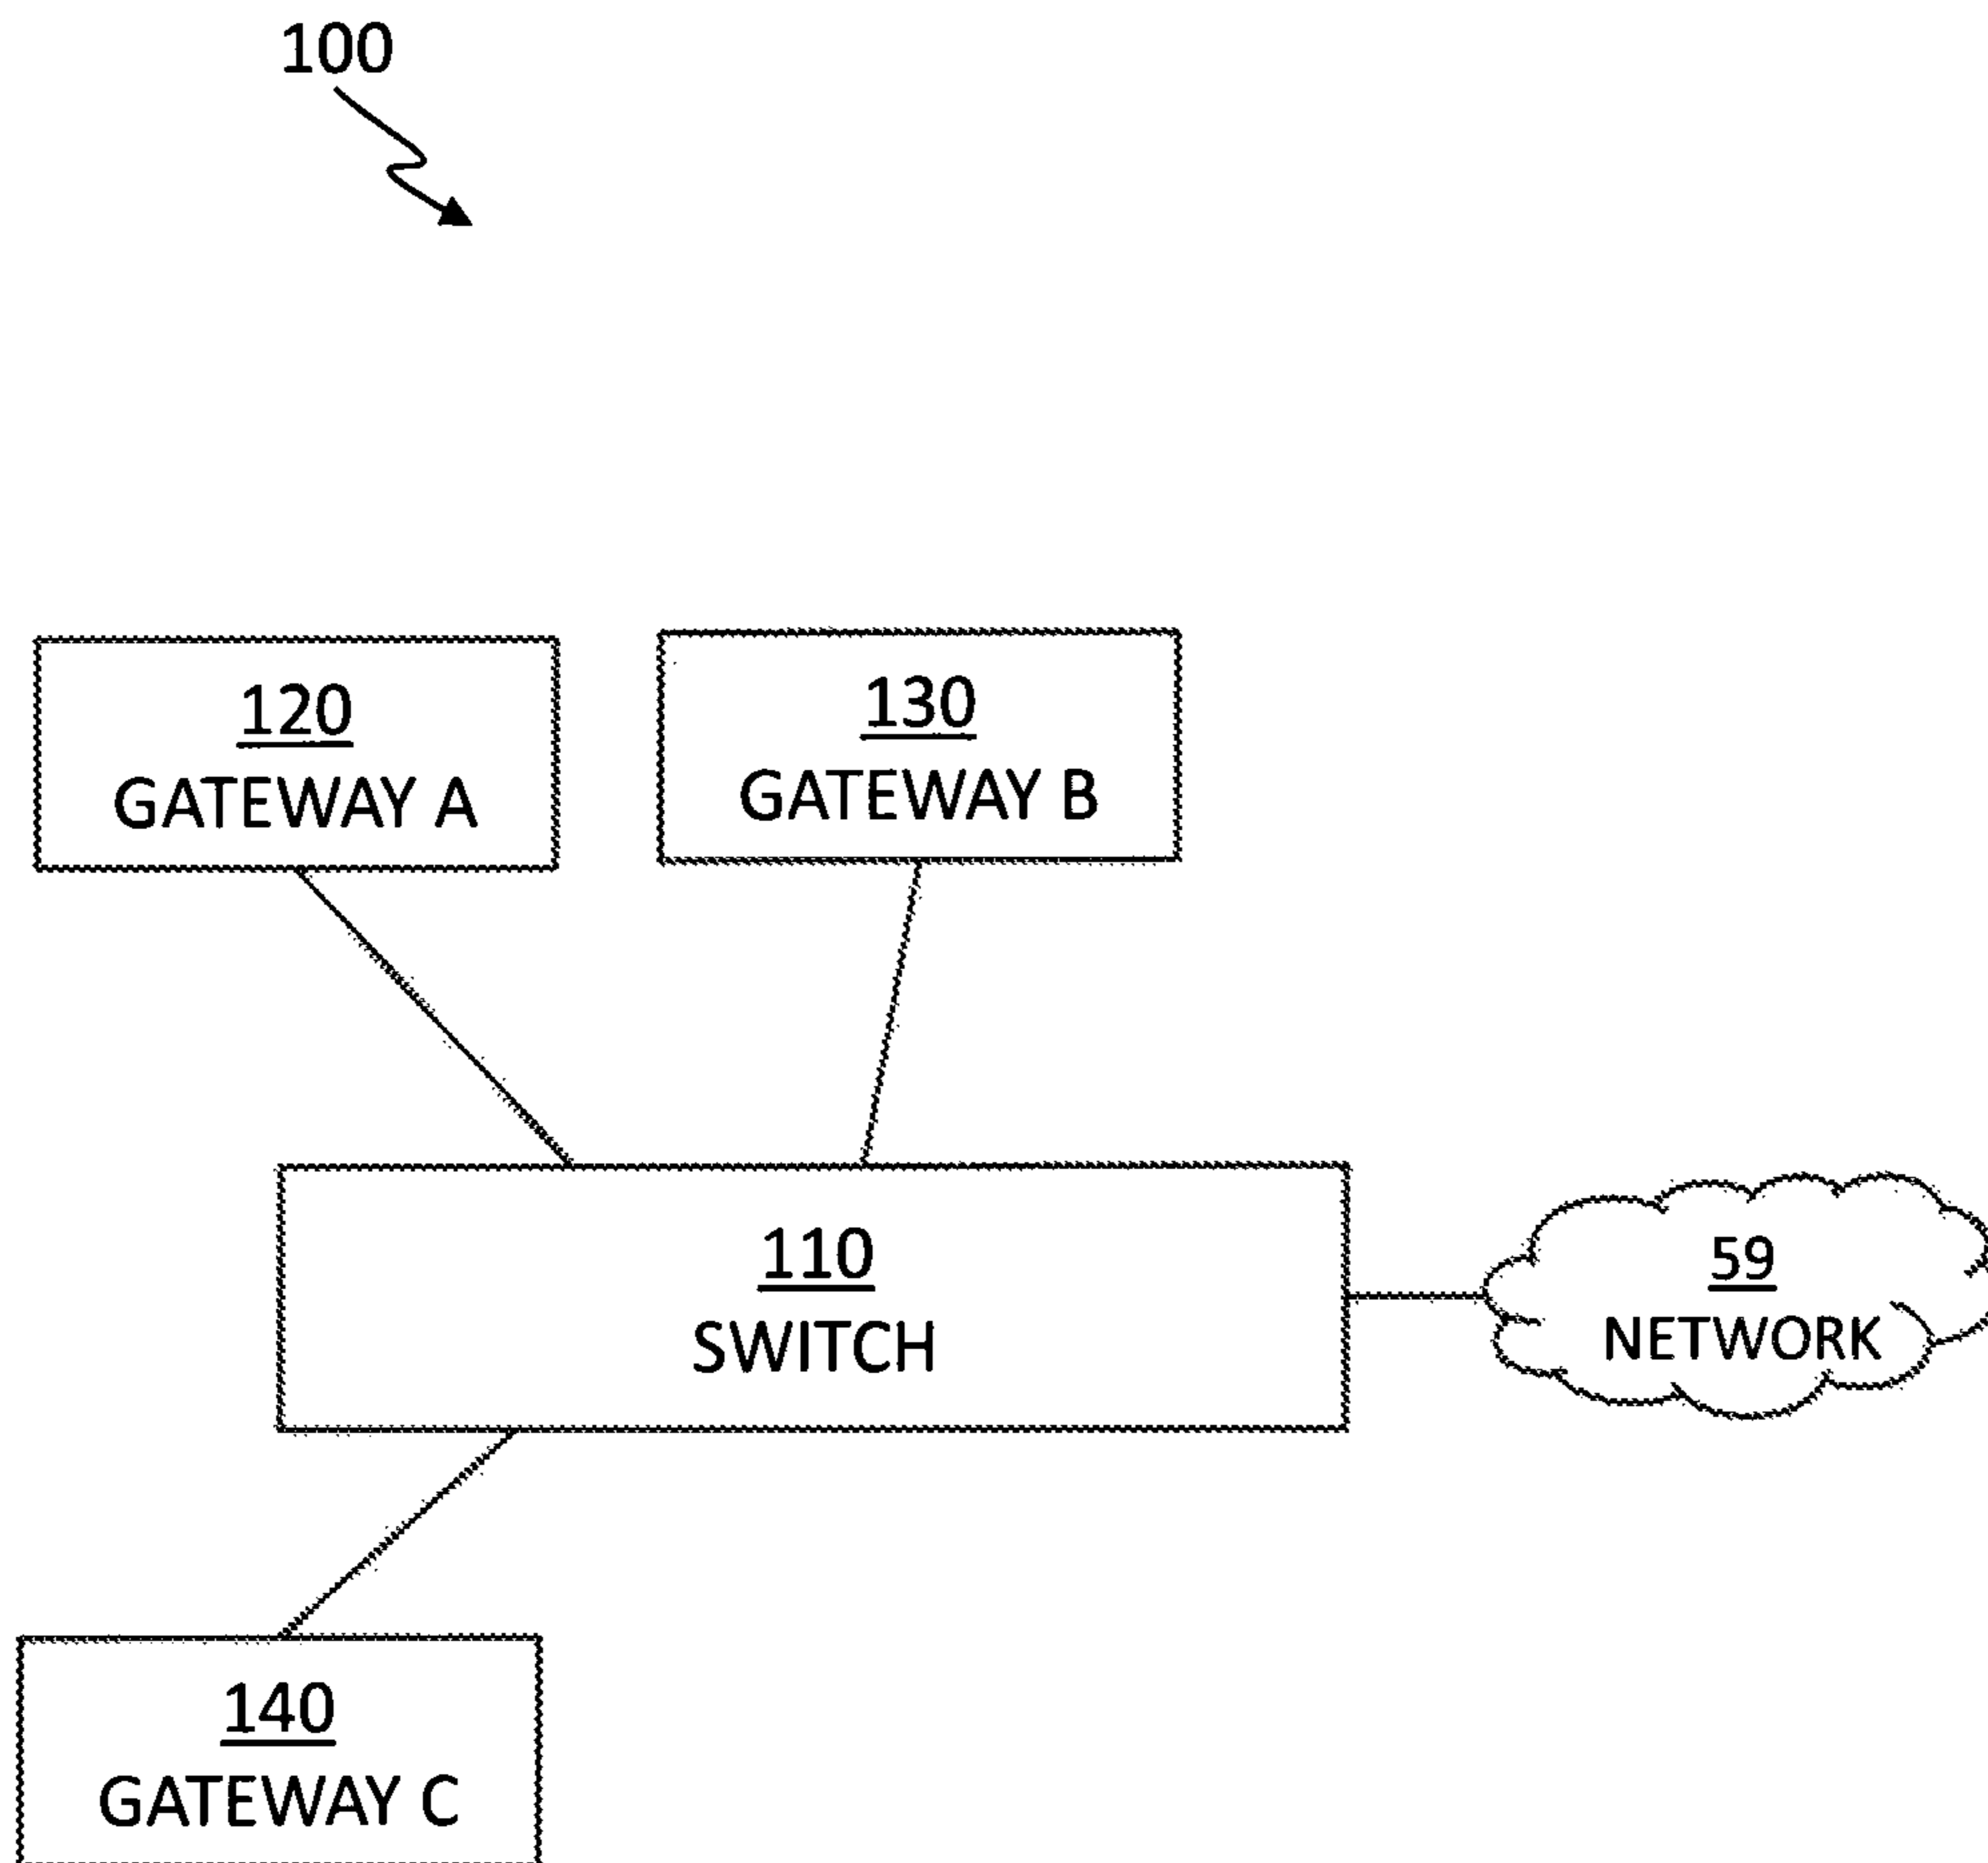 100
120
GATEWAY A
130
GATEWAY B
110
SWITCH
59
NETWORK
140
GATEWAY C